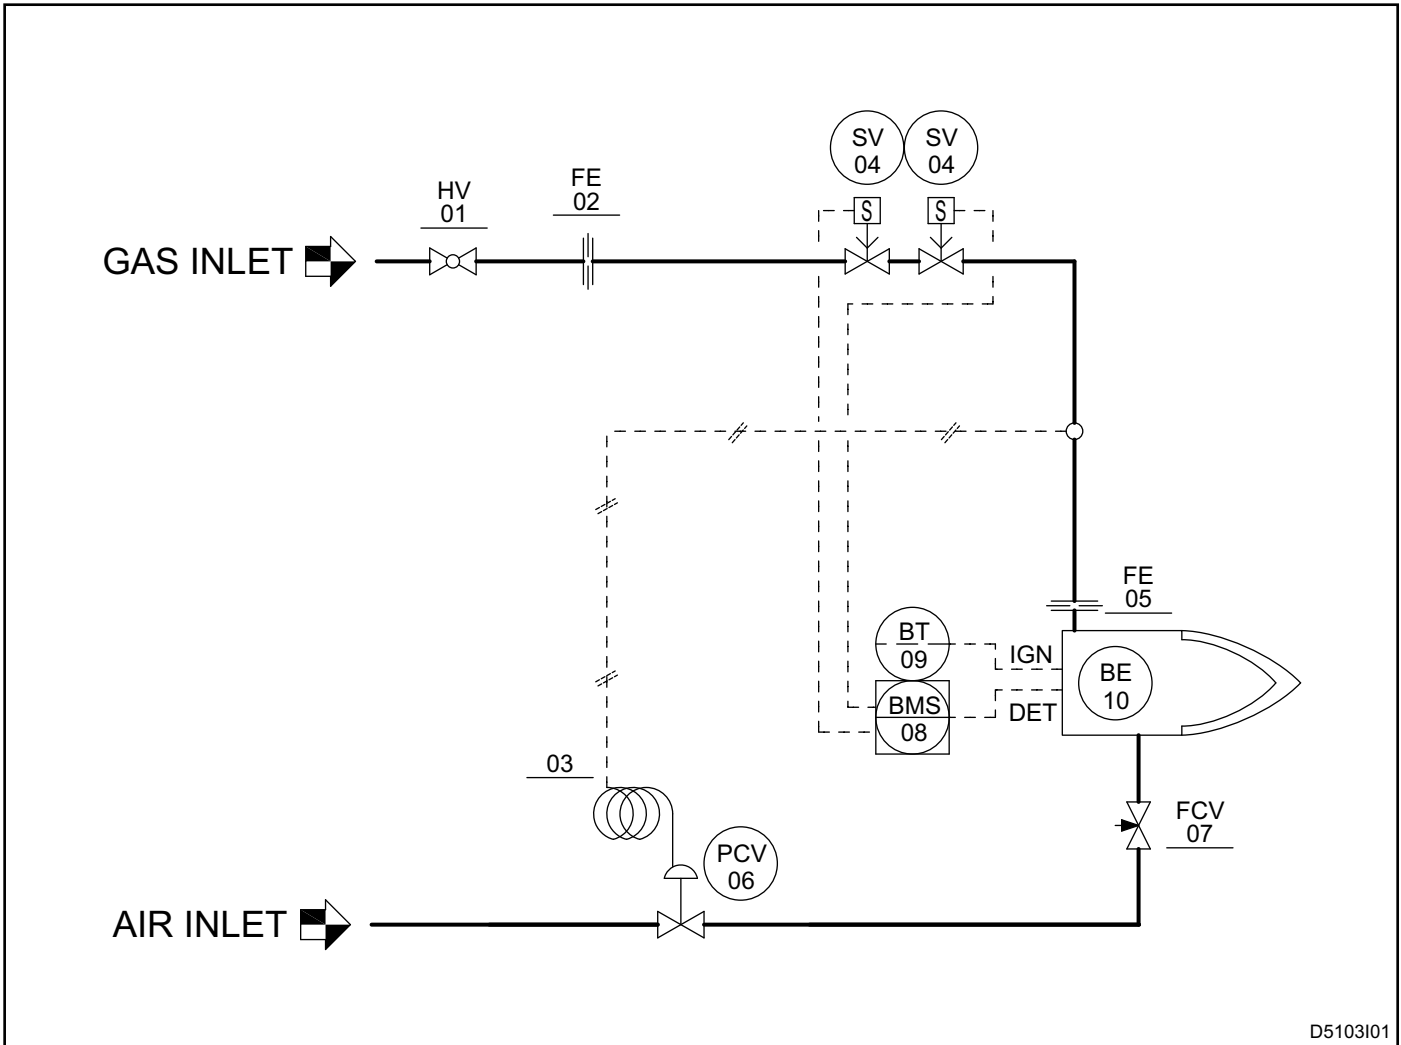 SV
04
SV
04
HV
01
FE
02
S
S
GAS INLET
FE
05
BT
09
IGN
BE
10
BMS
08
DET
03
FCV
07
PCV
06
AIR INLET
D5103I01